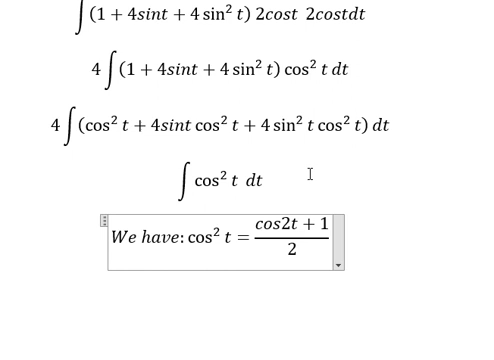 ∫(1 + 4sint + 4 sin² t) 2cost 2costdt
4 ∫(1 + 4sint + 4 sin² t) cos² t dt
4 ∫(cos² t + 4sint cos² t + 4 sin² t cos² t) dt
∫ cos² t dt
We have: cos² t = (cos2t + 1)/2